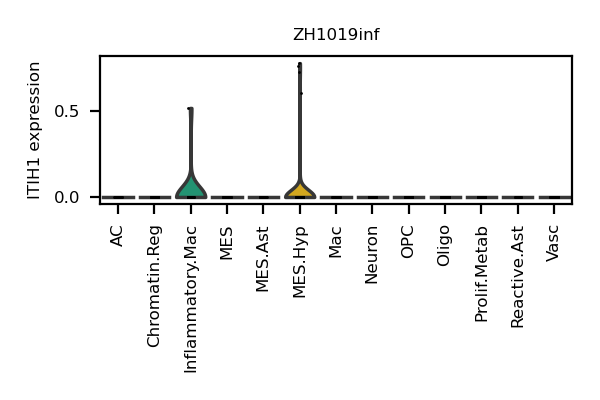 ZH1019inf
ITIH1 expression
0.5
0.0
AC
Chromatin.Reg
Inflammatory.Mac
MES
MES.Ast
MES.Hyp
Mac
Neuron
OPC
Oligo
Prolif.Metab
Reactive.Ast
Vasc